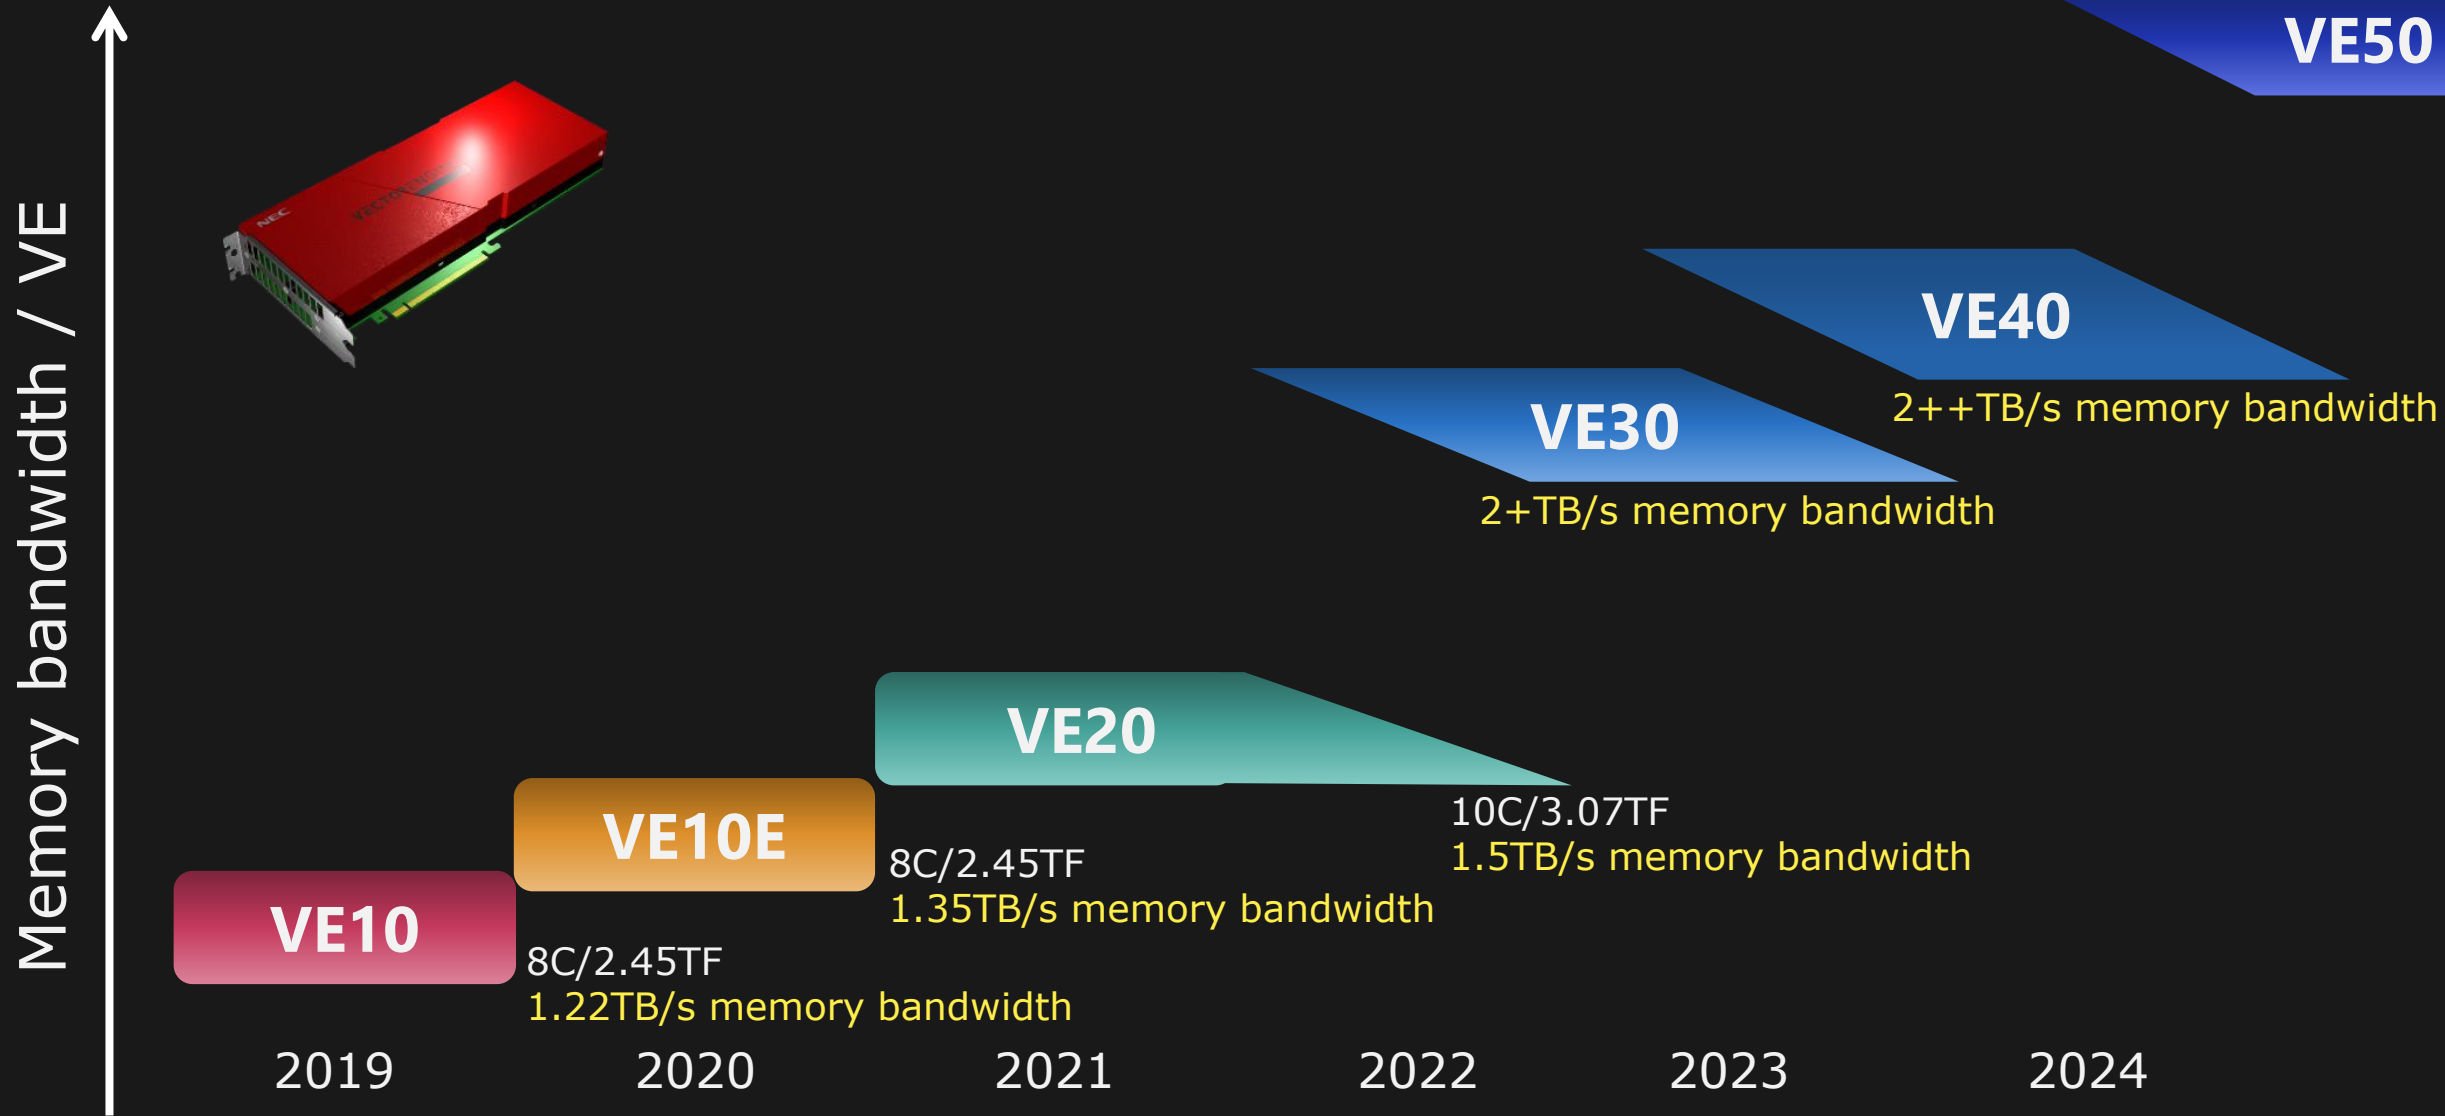 Memory bandwidth / VE
VE50
NEC
VE40
2++TB/s memory bandwidth
VE30
2+TB/s memory bandwidth
VE20
10C/3.07TF
1.5TB/s memory bandwidth
VE10E
8C/2.45TF
1.35TB/s memory bandwidth
VE10
8C/2.45TF
1.22TB/s memory bandwidth
2019 2020 2021 2022 2023 2024